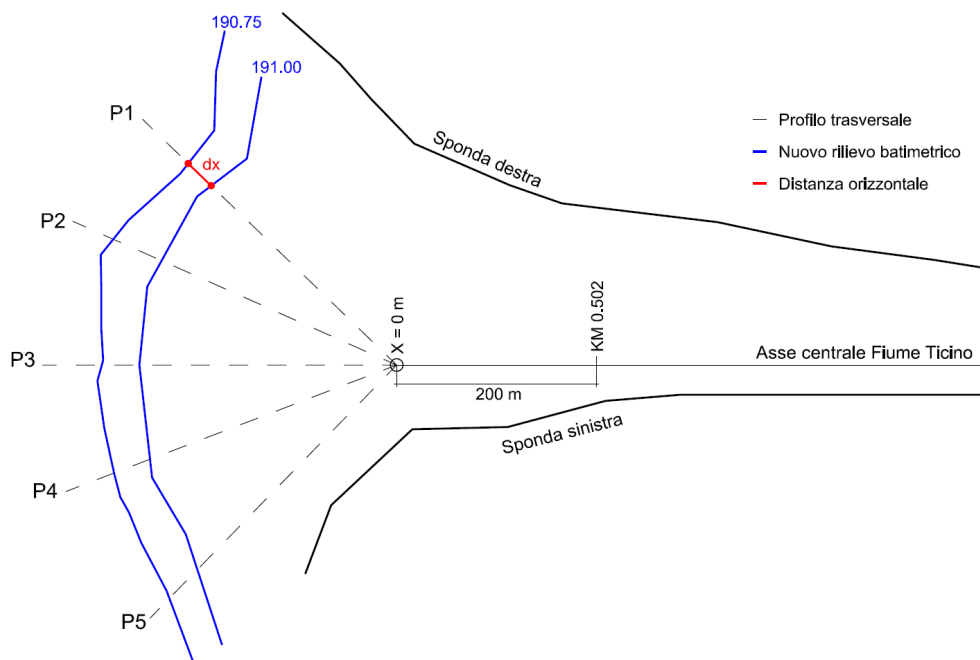 190.75
191.00
P1
dx
Sponda destra
Profilo trasversale
Nuovo rilievo batimetrico
Distanza orizzontale
P2
X = 0 m
KM 0.502
P3
Asse centrale Fiume Ticino
200 m
Sponda sinistra
P4
P5